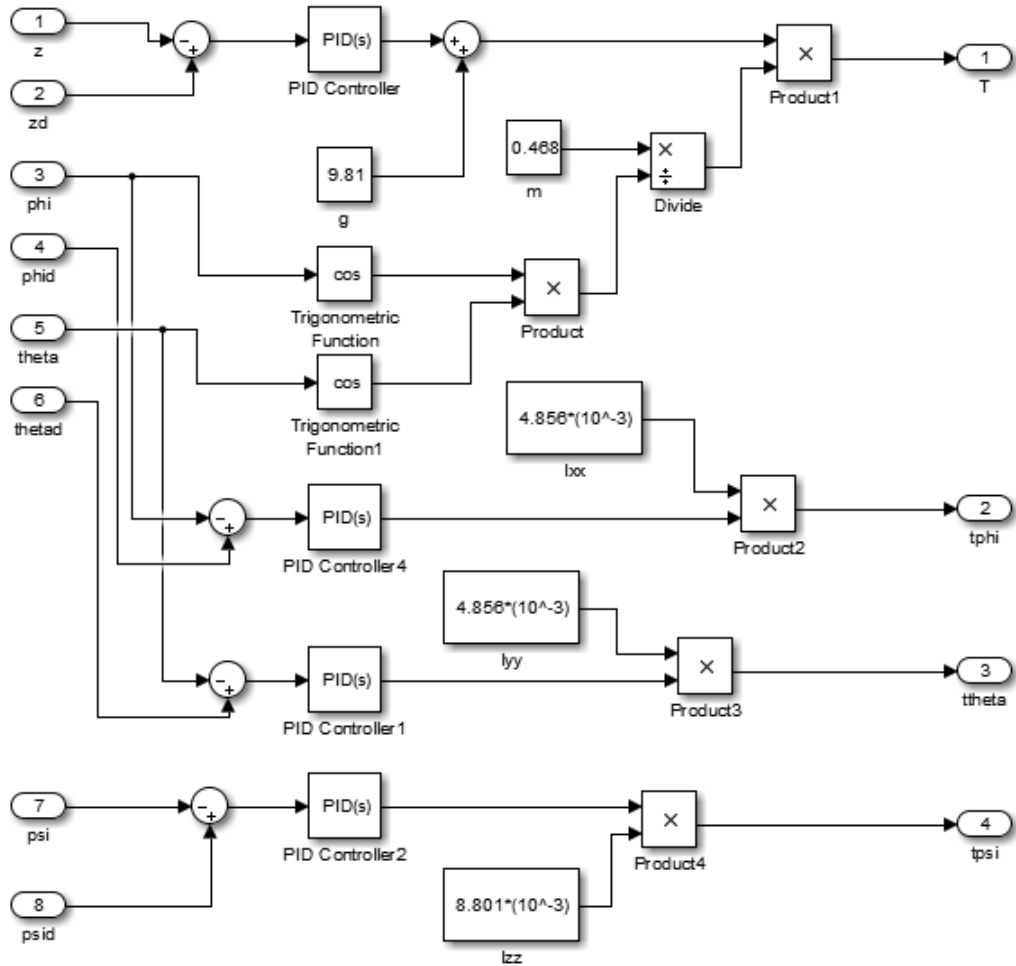 1
z
PID(s)
PID Controller
×
Product1
1
T
2
zd
3
phi
9.81
g
0.468
m
×
÷
Divide
4
phid
cos
Trigonometric
Function
×
Product
5
theta
cos
Trigonometric
Function1
6
thetad
4.856*(10^-3)
Ixx
PID(s)
PID Controller4
×
Product2
2
tphi
4.856*(10^-3)
Iyy
PID(s)
PID Controller1
×
Product3
3
ttheta
7
psi
PID(s)
PID Controller2
×
Product4
4
tpsi
8
psid
8.801*(10^-3)
Izz